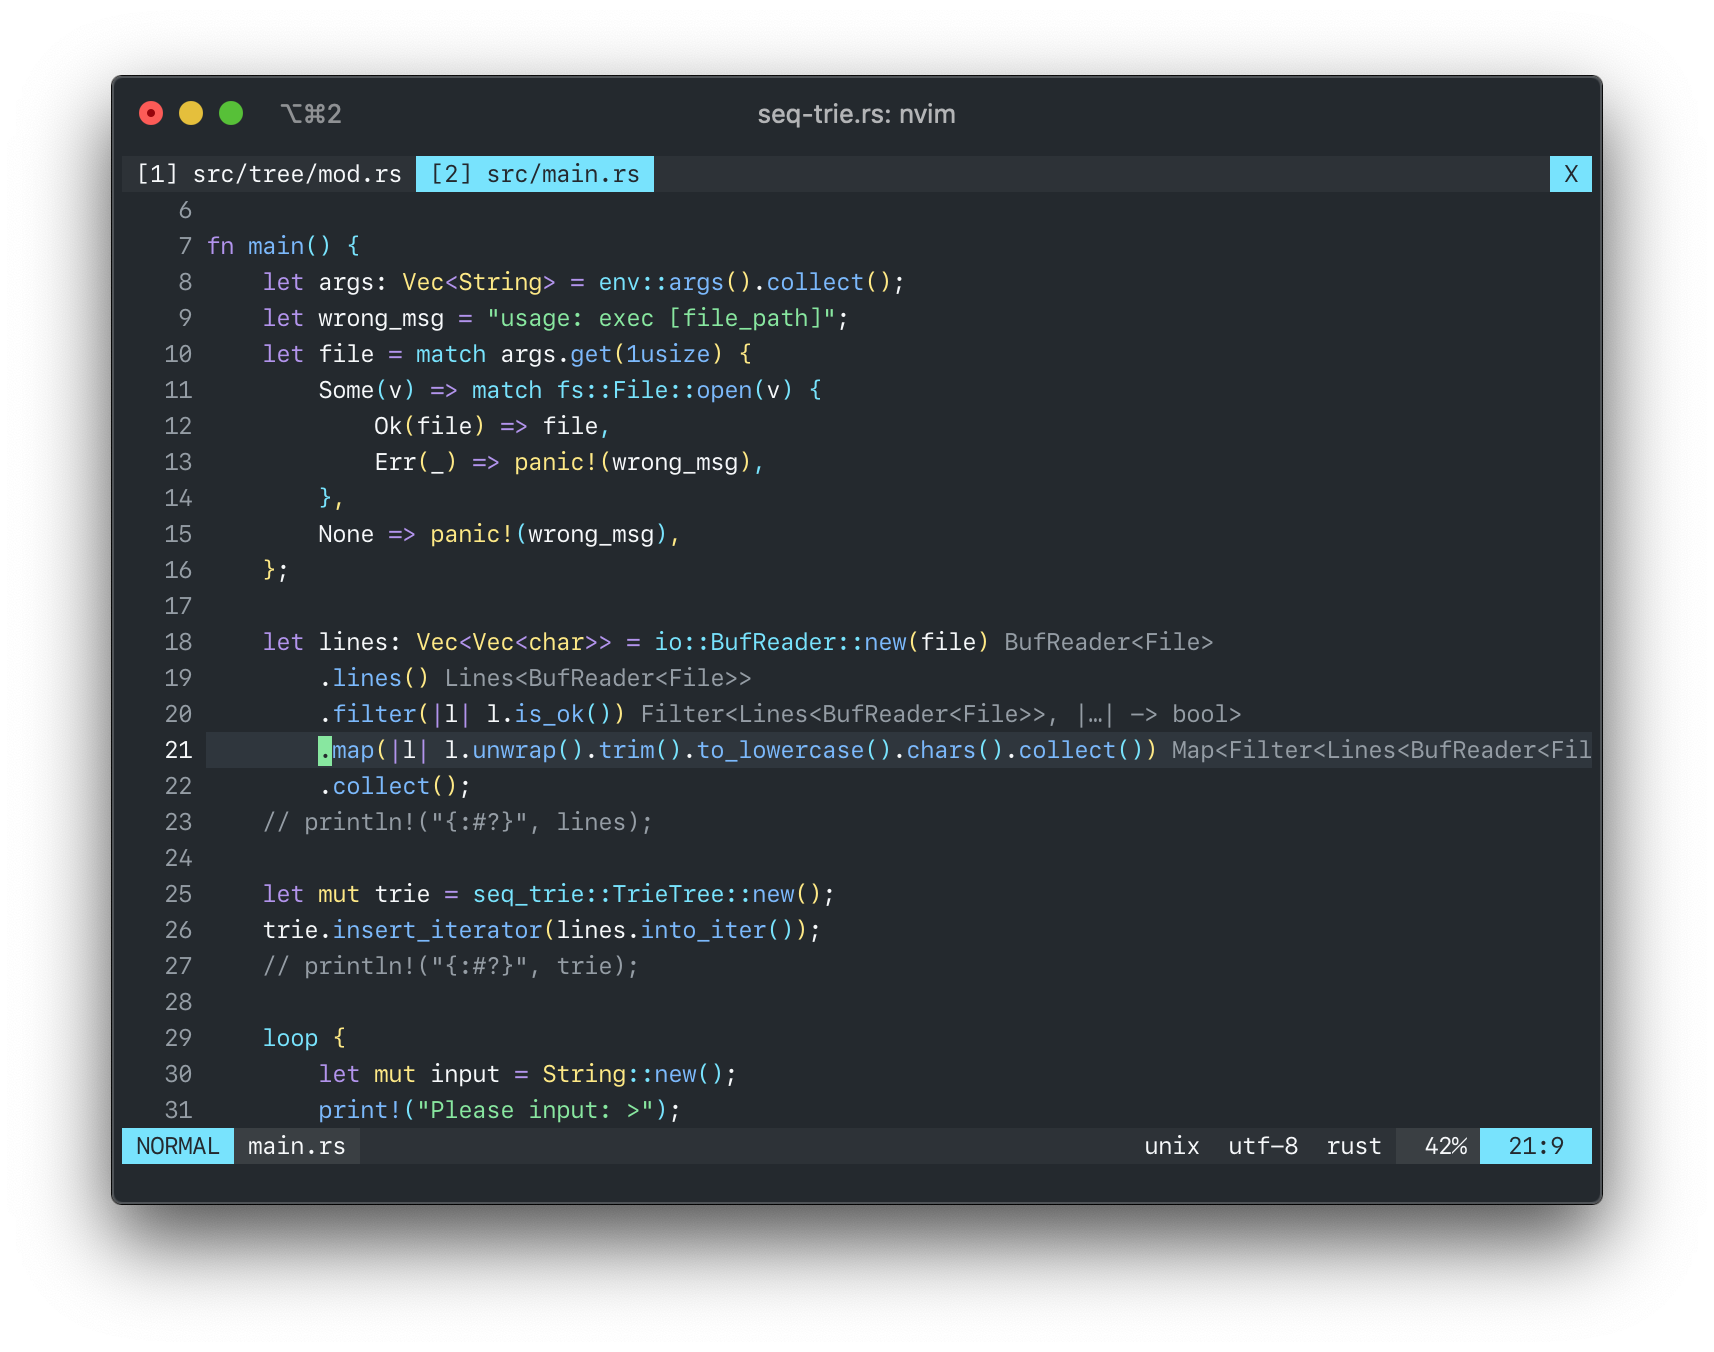 ⌥⌘2 seq-trie.rs: nvim
[1] src/tree/mod.rs [2] src/main.rs X
6
7 fn main() {
8     let args: Vec<String> = env::args().collect();
9     let wrong_msg = "usage: exec [file_path]";
10     let file = match args.get(1usize) {
11         Some(v) => match fs::File::open(v) {
12             Ok(file) => file,
13             Err(_) => panic!(wrong_msg),
14         },
15         None => panic!(wrong_msg),
16     };
17
18     let lines: Vec<Vec<char>> = io::BufReader::new(file) BufReader<File>
19         .lines() Lines<BufReader<File>>
20         .filter(|l| l.is_ok()) Filter<Lines<BufReader<File>>, |…| -> bool>
21         .map(|l| l.unwrap().trim().to_lowercase().chars().collect()) Map<Filter<Lines<BufReader<Fil
22         .collect();
23     // println!("{:#?}", lines);
24
25     let mut trie = seq_trie::TrieTree::new();
26     trie.insert_iterator(lines.into_iter());
27     // println!("{:#?}", trie);
28
29     loop {
30         let mut input = String::new();
31         print!("Please input: >");
NORMAL main.rs unix utf-8 rust 42% 21:9